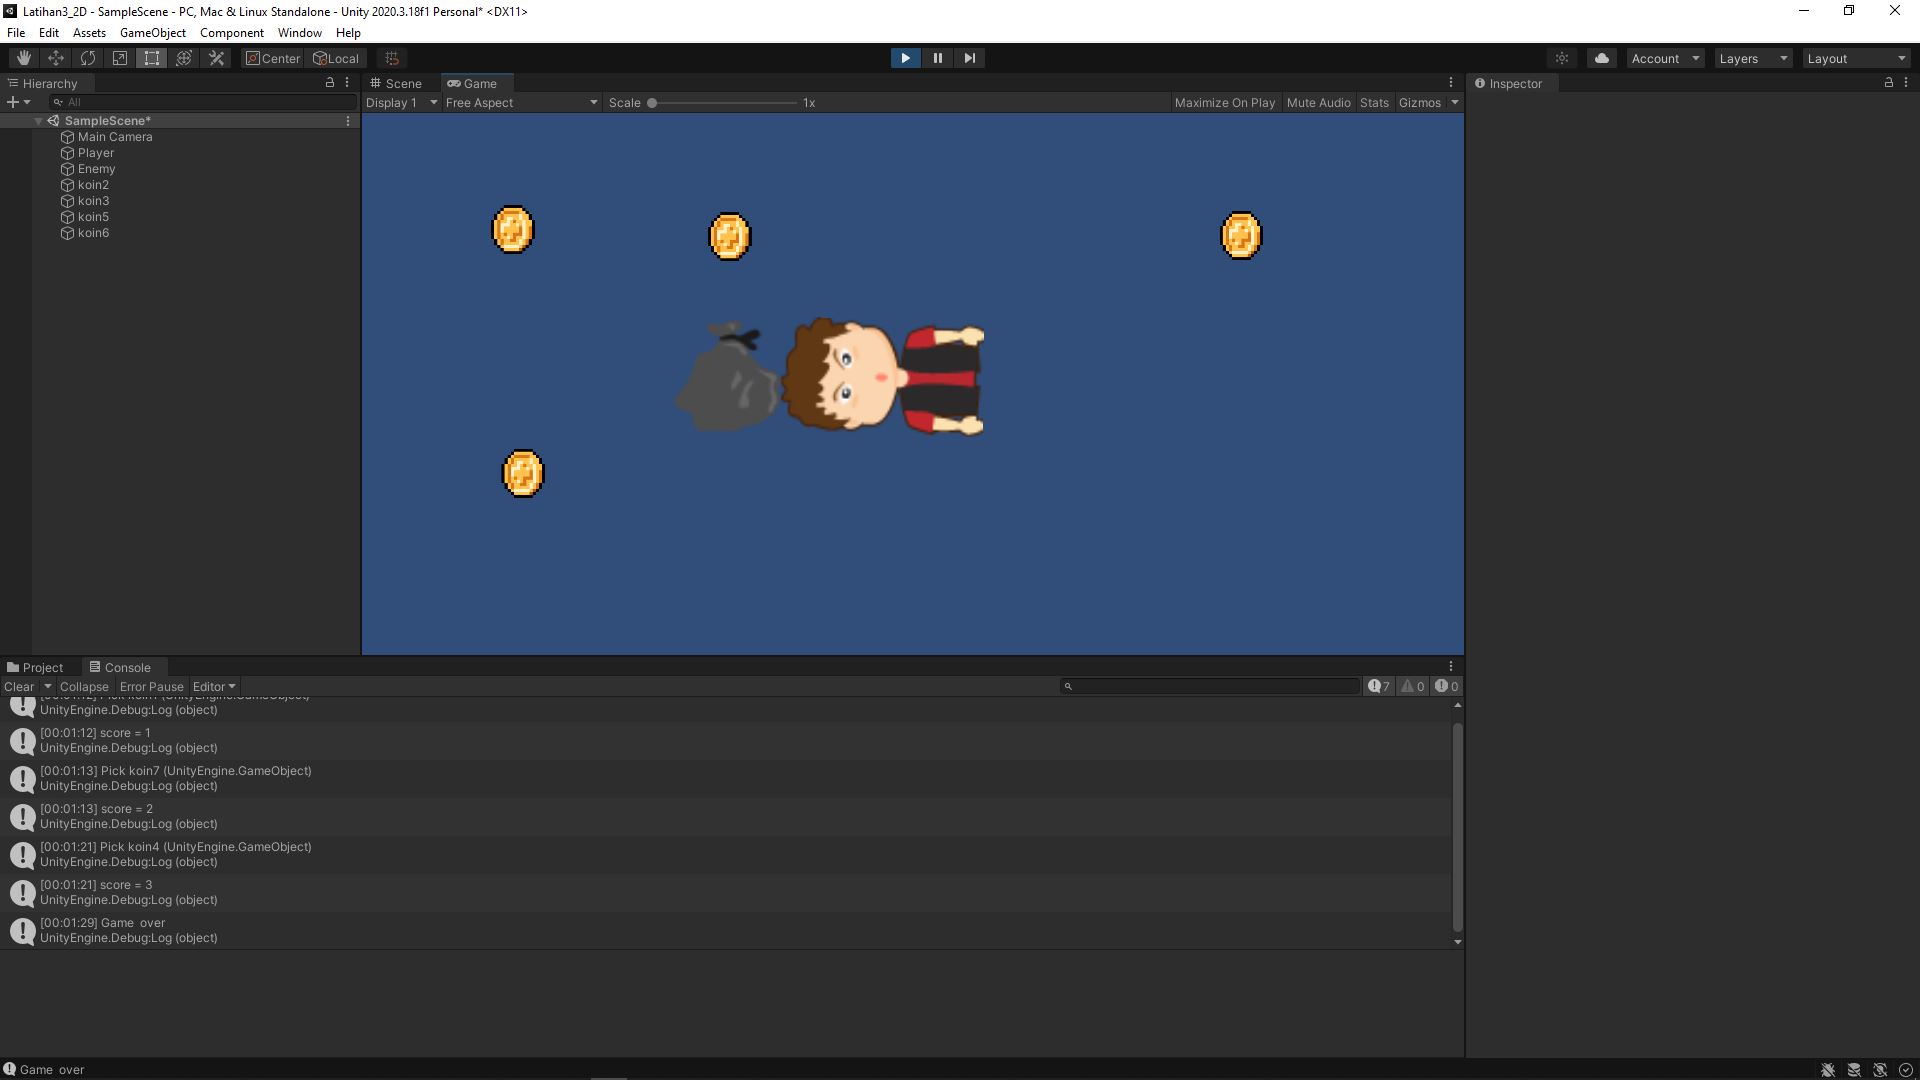 Latihan3_2D - SampleScene - PC, Mac & Linux Standalone - Unity 2020.3.18f1 Personal* <DX11>
File Edit Assets GameObject Component Window Help
Center Local Account Layers Layout
Hierarchy
All
SampleScene*
Main Camera
Player
Enemy
koin2
koin3
koin5
koin6
Scene Game
Display 1 Free Aspect Scale 1x Maximize On Play Mute Audio Stats Gizmos
Inspector
Project Console
Clear Collapse Error Pause Editor 7 0 0
UnityEngine.Debug:Log (object)
[00:01:12] score = 1
UnityEngine.Debug:Log (object)
[00:01:13] Pick koin7 (UnityEngine.GameObject)
UnityEngine.Debug:Log (object)
[00:01:13] score = 2
UnityEngine.Debug:Log (object)
[00:01:21] Pick koin4 (UnityEngine.GameObject)
UnityEngine.Debug:Log (object)
[00:01:21] score = 3
UnityEngine.Debug:Log (object)
[00:01:29] Game  over
UnityEngine.Debug:Log (object)
Game  over